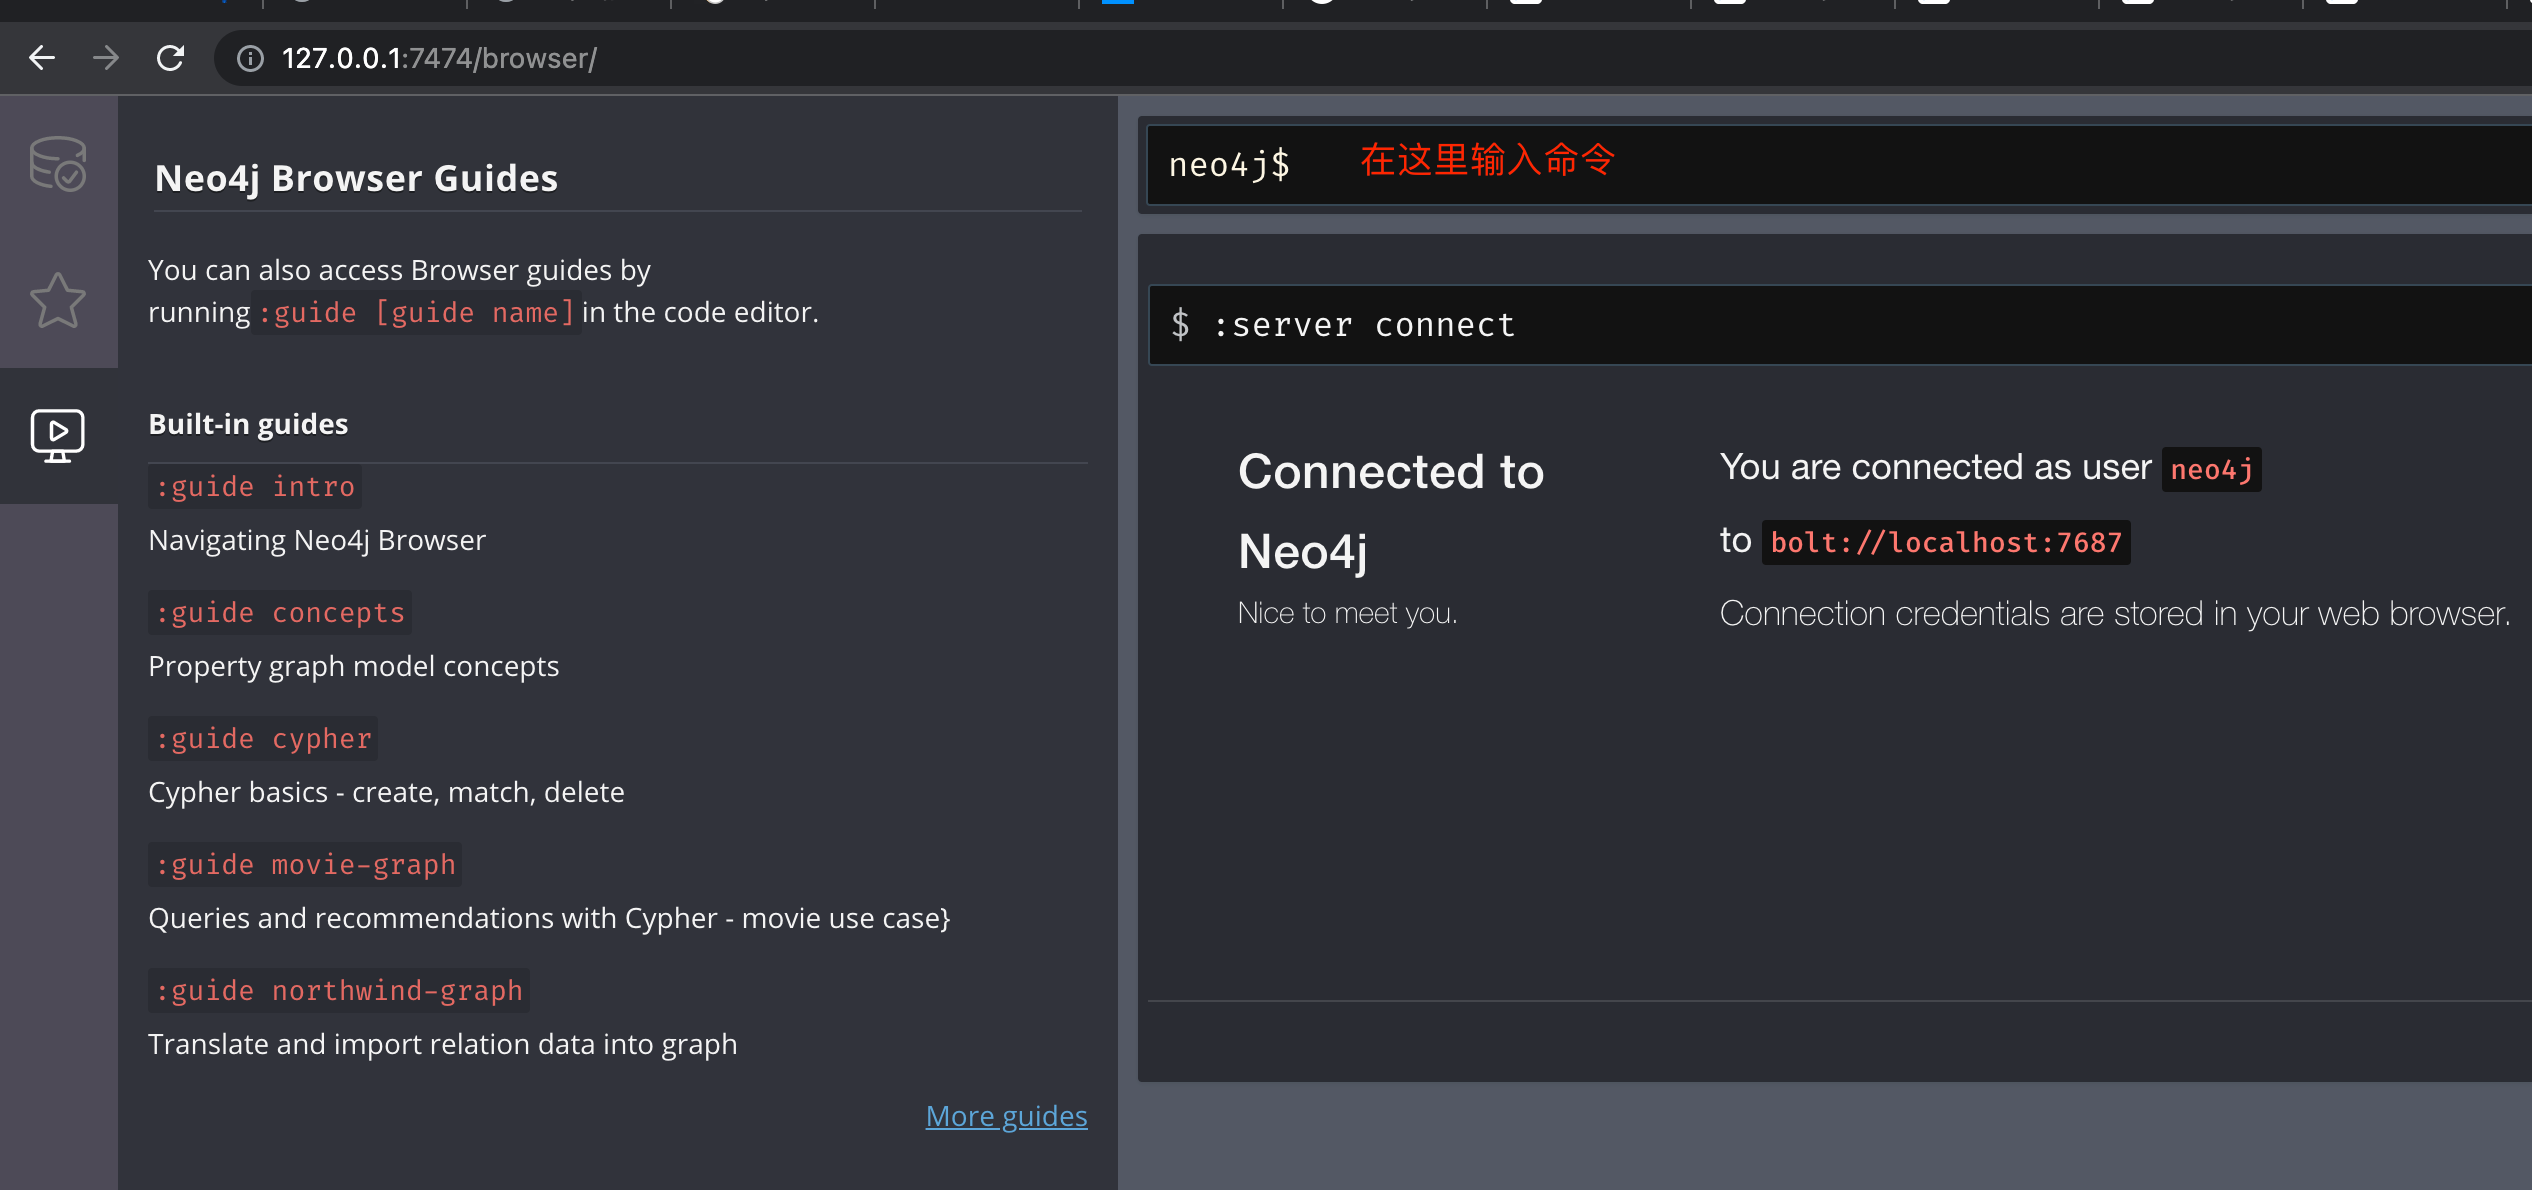 127.0.0.1:7474/browser/
Neo4j Browser Guides
You can also access Browser guides by
running :guide [guide name] in the code editor.
Built-in guides
:guide intro
Navigating Neo4j Browser
:guide concepts
Property graph model concepts
:guide cypher
Cypher basics - create, match, delete
:guide movie-graph
Queries and recommendations with Cypher - movie use case}
:guide northwind-graph
Translate and import relation data into graph
More guides
neo4j$ 在这里输入命令
$ :server connect
Connected to
Neo4j
Nice to meet you.
You are connected as user neo4j
to bolt://localhost:7687
Connection credentials are stored in your web browser.